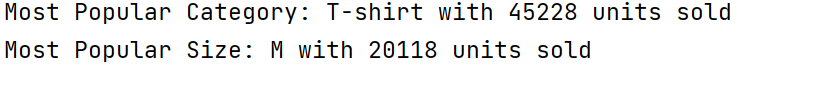 Most Popular Category: T-shirt with 45228 units sold
Most Popular Size: M with 20118 units sold